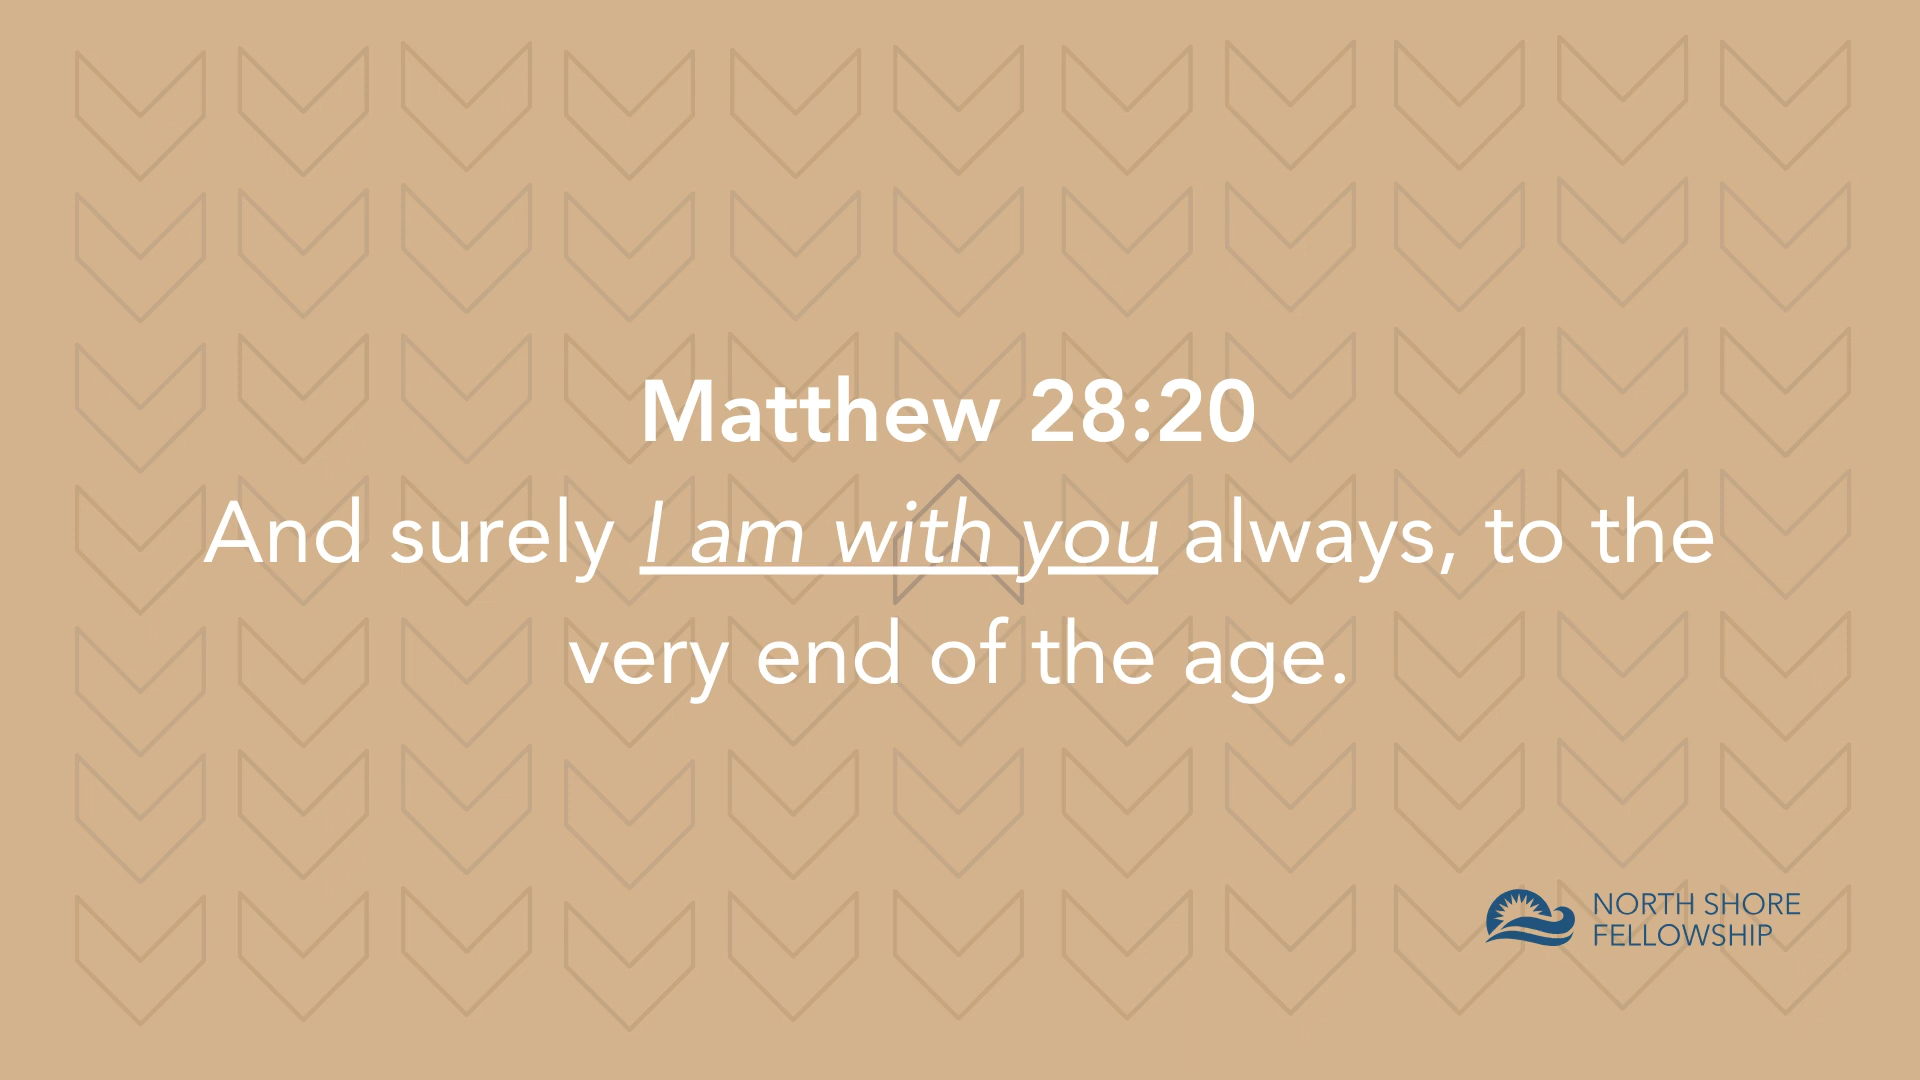 Matthew 28:20
And surely I am with you always, to the
very end of the age.
NORTH SHORE
FELLOWSHIP